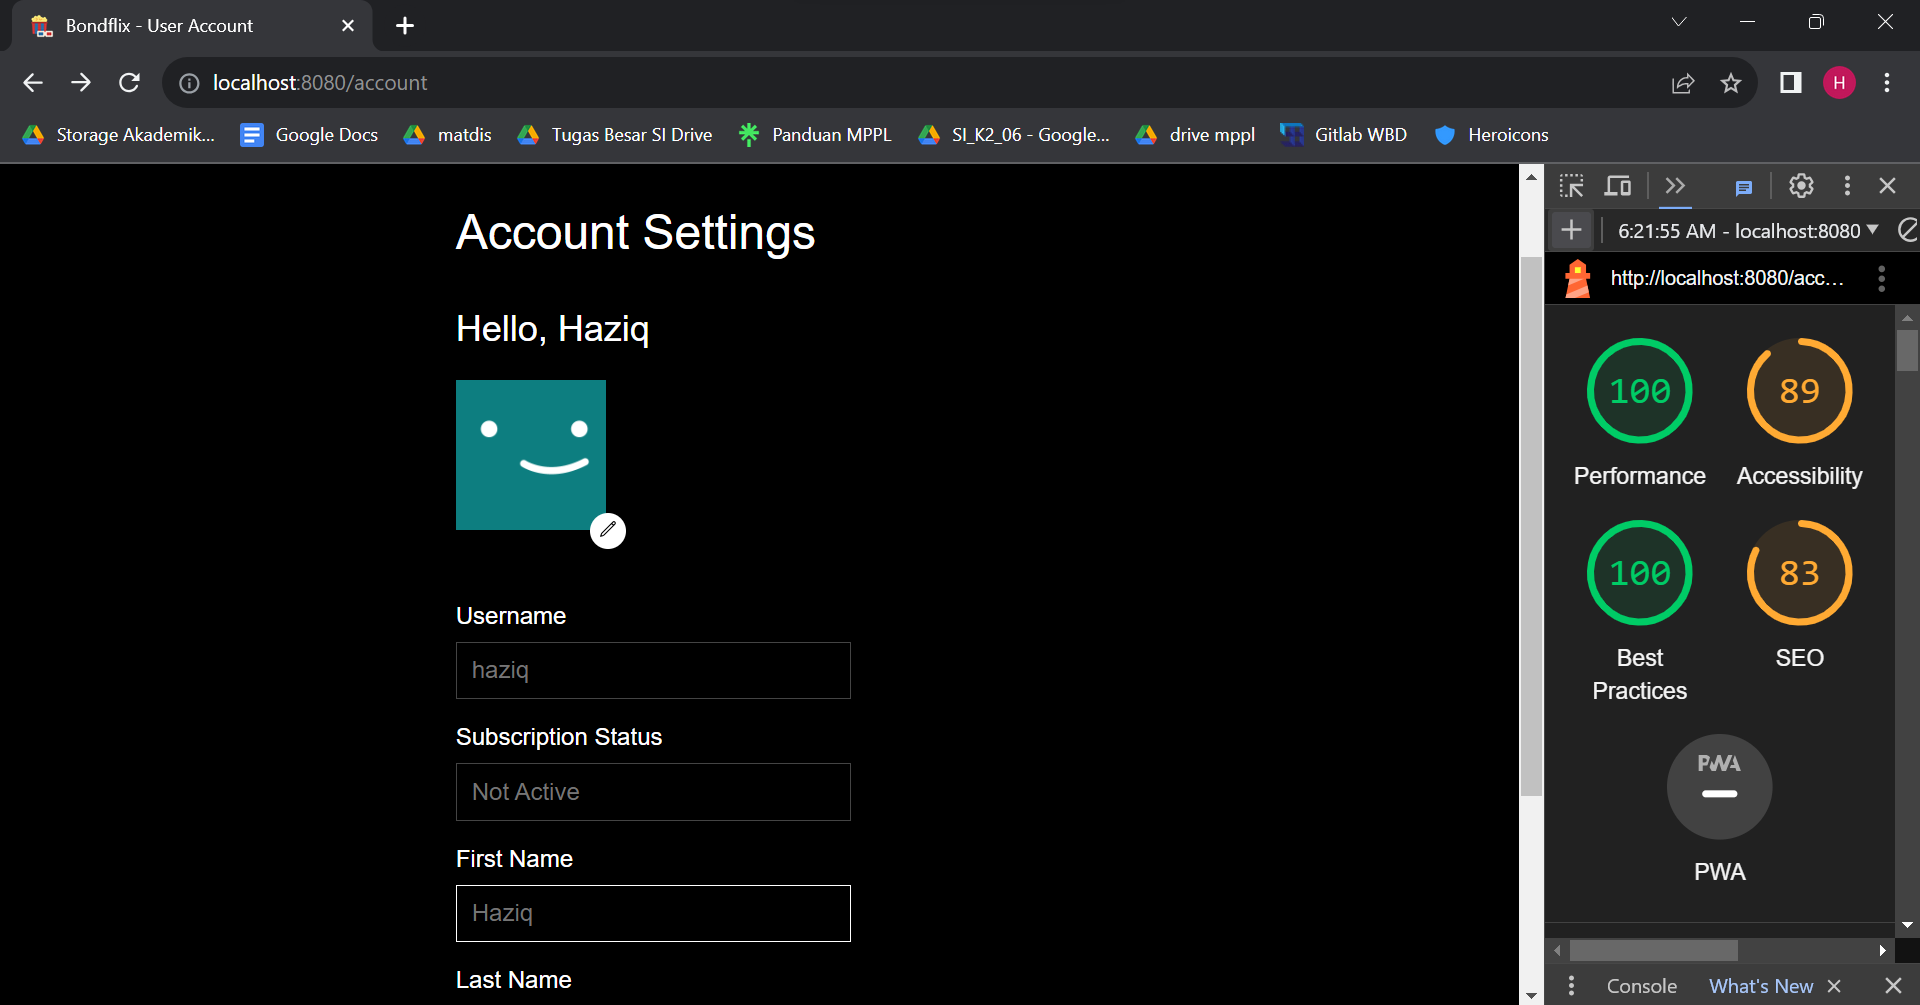 Bondflix - User Account
localhost:8080/account
H
Storage Akademik...
Google Docs
matdis
Tugas Besar SI Drive
Panduan MPPL
SI_K2_06 - Google...
drive mppl
Gitlab WBD
Heroicons
Account Settings
Hello, Haziq
Username
haziq
Subscription Status
Not Active
First Name
Haziq
Last Name
6:21:55 AM - localhost:8080
http://localhost:8080/acc...
100
Performance
89
Accessibility
100
Best
Practices
83
SEO
PWA
PWA
Console
What's New